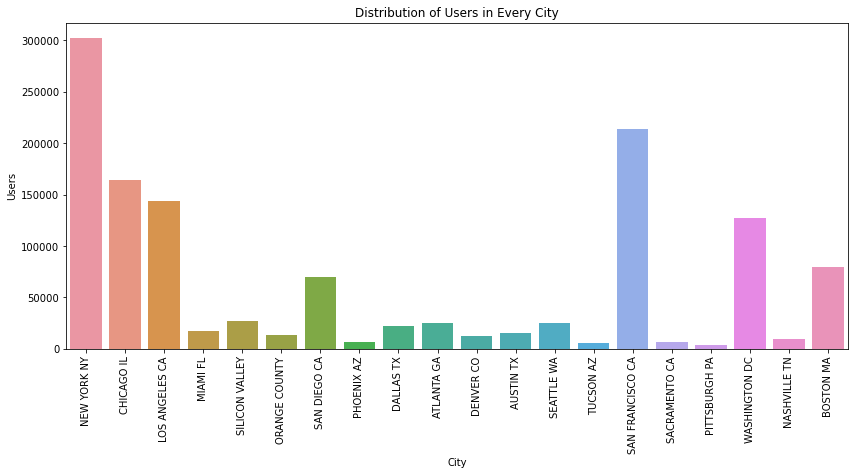 Distribution of Users in Every City
Users
300000
250000
200000
150000
100000
50000
0
NEW YORK NY
CHICAGO IL
LOS ANGELES CA
MIAMI FL
SILICON VALLEY
ORANGE COUNTY
SAN DIEGO CA
PHOENIX AZ
DALLAS TX
ATLANTA GA
DENVER CO
AUSTIN TX
SEATTLE WA
TUCSON AZ
SAN FRANCISCO CA
SACRAMENTO CA
PITTSBURGH PA
WASHINGTON DC
NASHVILLE TN
BOSTON MA
City